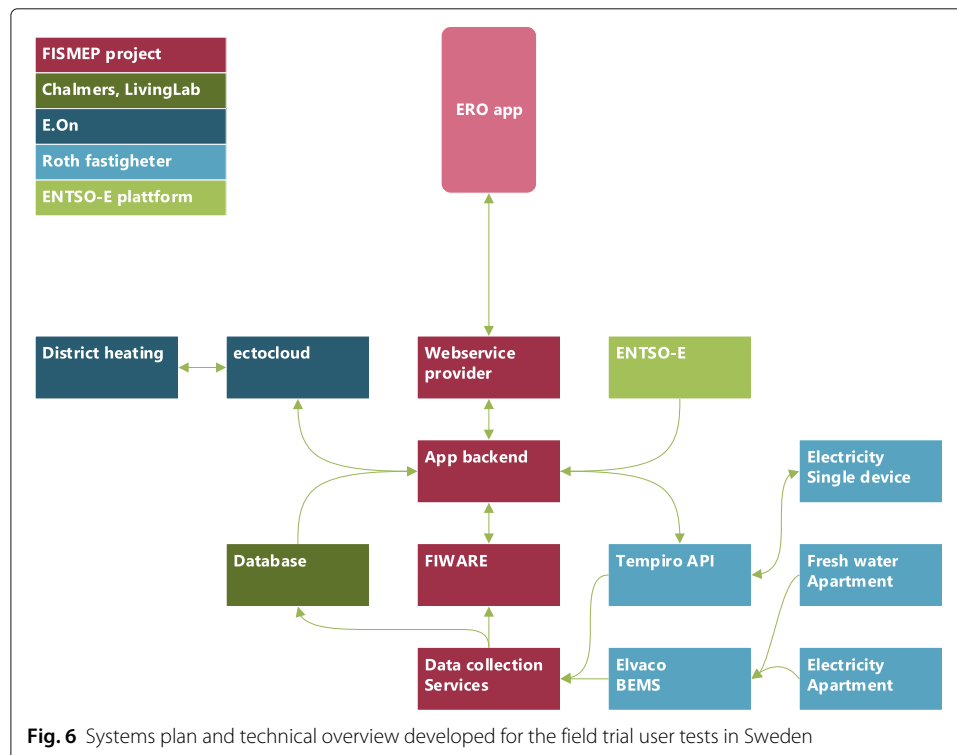 FISMEP project
Chalmers, LivingLab
E.On
Roth fastigheter
ENTSO-E plattform
ERO app
District heating
ectocloud
Webservice
provider
ENTSO-E
App backend
Electricity
Single device
Database
FIWARE
Tempiro API
Fresh water
Apartment
Data collection
Services
Elvaco
BEMS
Electricity
Apartment
Fig. 6 Systems plan and technical overview developed for the field trial user tests in Sweden